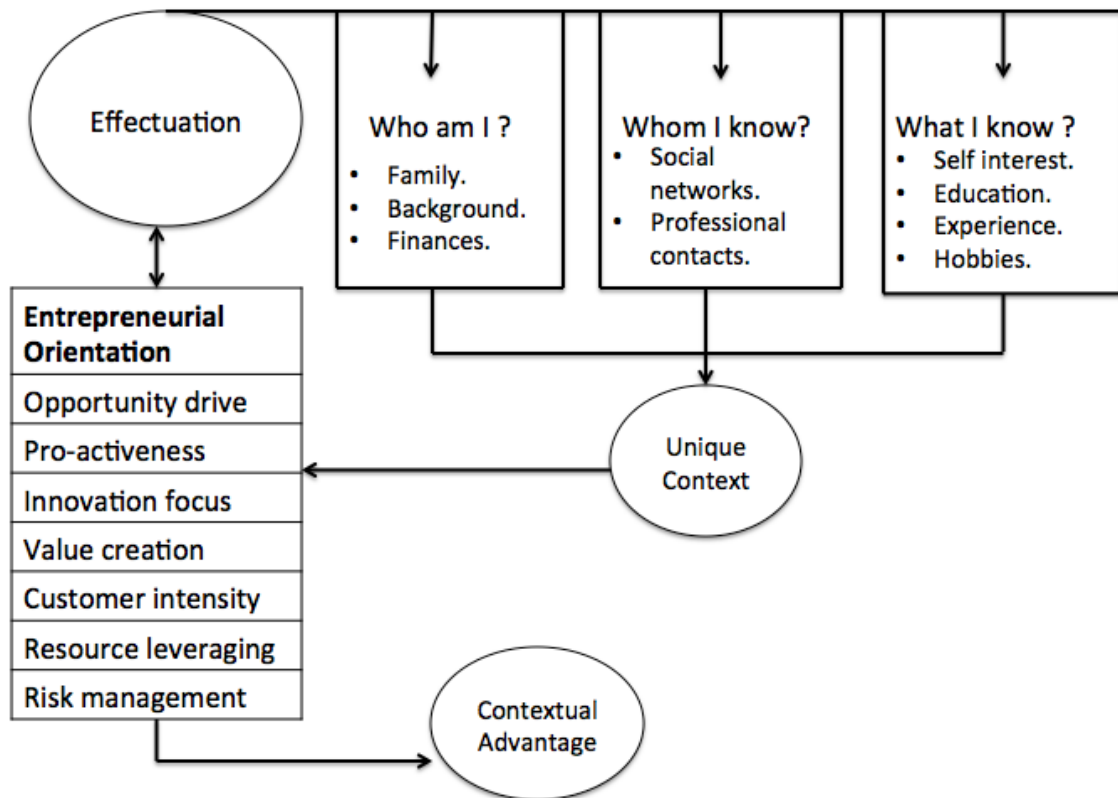 Effectuation
Who am I ?
• Family.
• Background.
• Finances.
Whom I know?
• Social
networks.
• Professional
contacts.
What I know ?
• Self interest.
• Education.
• Experience.
• Hobbies.
Entrepreneurial
Orientation
Opportunity drive
Pro-activeness
Innovation focus
Value creation
Customer intensity
Resource leveraging
Risk management
Unique
Context
Contextual
Advantage